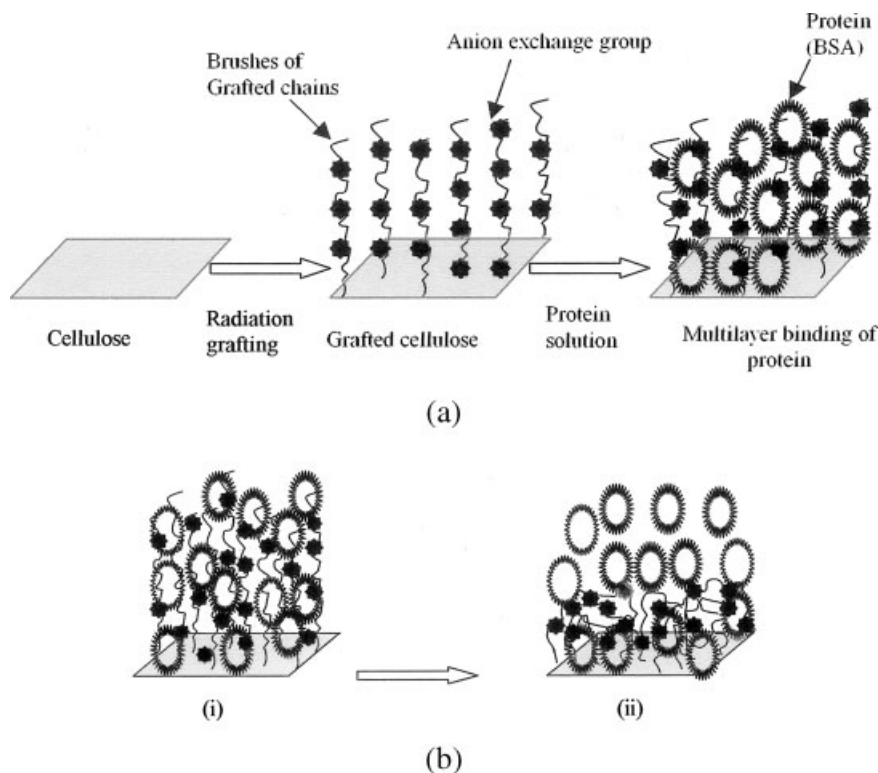 Protein
(BSA)
Anion exchange group
Brushes of
Grafted chains
Cellulose
Radiation
grafting
Grafted cellulose
Protein
solution
Multilayer binding of
protein
(a)
(i)
(ii)
(b)